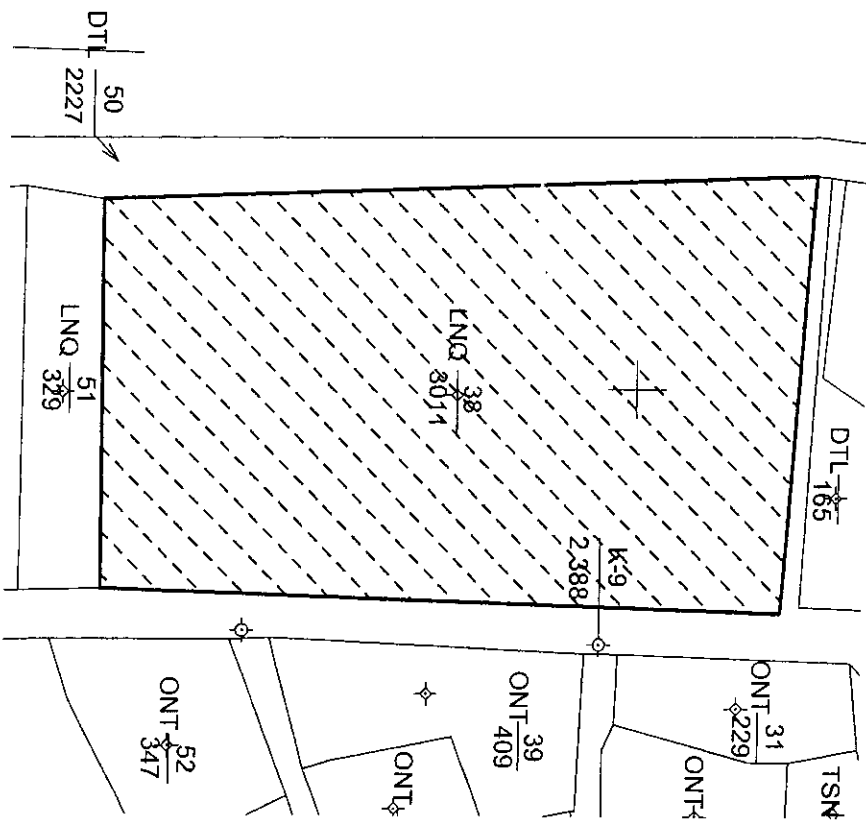 DTL
50
2227
LNQ
51
329
LNQ
38
3011
DTL
165
K-9
2 388
ONT
52
347
ONT
39
409
ONT
31
229
ONT
ONT
TSN